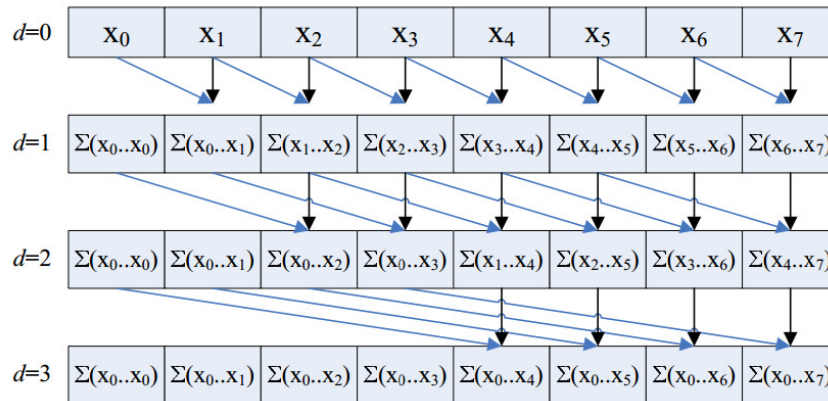 d=0 x₀ x₁ x₂ x₃ x₄ x₅ x₆ x₇
d=1 Σ(x₀..x₀) Σ(x₀..x₁) Σ(x₁..x₂) Σ(x₂..x₃) Σ(x₃..x₄) Σ(x₄..x₅) Σ(x₅..x₆) Σ(x₆..x₇)
d=2 Σ(x₀..x₀) Σ(x₀..x₁) Σ(x₀..x₂) Σ(x₀..x₃) Σ(x₁..x₄) Σ(x₂..x₅) Σ(x₃..x₆) Σ(x₄..x₇)
d=3 Σ(x₀..x₀) Σ(x₀..x₁) Σ(x₀..x₂) Σ(x₀..x₃) Σ(x₀..x₄) Σ(x₀..x₅) Σ(x₀..x₆) Σ(x₀..x₇)